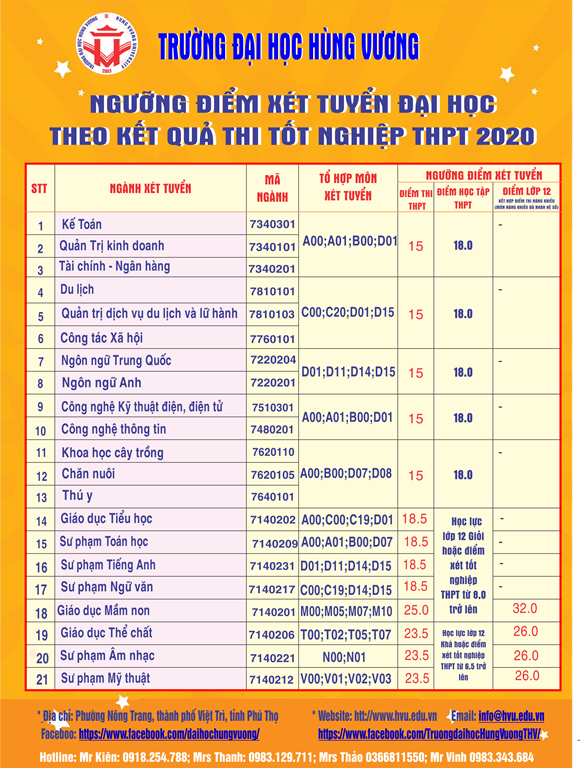 TRƯỜNG ĐẠI HỌC HÙNG VƯƠNG
HUNG VUONG UNIVERSITY
2003
TRƯỜNG ĐẠI HỌC HÙNG VƯƠNG
NGƯỠNG ĐIỂM XÉT TUYỂN ĐẠI HỌC
THEO KẾT QUẢ THI TỐT NGHIỆP THPT 2020
STT NGÀNH XÉT TUYỂN MÃ NGÀNH TỔ HỢP MÔN XÉT TUYỂN NGƯỠNG ĐIỂM XÉT TUYỂN
ĐIỂM THI THPT ĐIỂM HỌC TẬP THPT ĐIỂM LỚP 12
KẾT HỢP ĐIỂM THI NĂNG KHIẾU
(MÔN NĂNG KHIẾU ĐÃ NHÂN HỆ SỐ)
1 Kế Toán 7340301
2 Quản Trị kinh doanh 7340101 A00;A01;B00;D01 15 18.0 -
3 Tài chính - Ngân hàng 7340201
4 Du lịch 7810101
5 Quản trị dịch vụ du lịch và lữ hành 7810103 C00;C20;D01;D15 15 18.0 -
6 Công tác Xã hội 7760101
7 Ngôn ngữ Trung Quốc 7220204
8 Ngôn ngữ Anh 7220201 D01;D11;D14;D15 15 18.0 -
9 Công nghệ Kỹ thuật điện, điện tử 7510301
10 Công nghệ thông tin 7480201 A00;A01;B00;D01 15 18.0 -
11 Khoa học cây trồng 7620110
12 Chăn nuôi 7620105 A00;B00;D07;D08 15 18.0 -
13 Thú y 7640101
14 Giáo dục Tiểu học 7140202 A00;C00;C19;D01 18.5 -
15 Sư phạm Toán học 7140209 A00;A01;B00;D07 18.5 -
16 Sư phạm Tiếng Anh 7140231 D01;D11;D14;D15 18.5 -
17 Sư phạm Ngữ văn 7140217 C00;C19;D14;D15 18.5 -
18 Giáo dục Mầm non 7140201 M00;M05;M07;M10 25.0 32.0
Học lực
lớp 12 Giỏi
hoặc điểm
xét tốt
nghiệp
THPT từ 8.0
trở lên
19 Giáo dục Thể chất 7140206 T00;T02;T05;T07 23.5 26.0
20 Sư phạm Âm nhạc 7140221 N00;N01 23.5 26.0
21 Sư phạm Mỹ thuật 7140212 V00;V01;V02;V03 23.5 26.0
Học lực lớp 12
Khá hoặc điểm
xét tốt nghiệp
THPT từ 6.5 trở
lên
* Địa chỉ: Phường Nông Trang, thành phố Việt Trì, tỉnh Phú Thọ
* Website: htt://www.hvu.edu.vn Email: info@hvu.edu.vn
Faceboo: https://www.facebook.com/daihochungvuong/
https://www.facebook.com/TruongdaihocHungVuongTHV/
Hotline: Mr Kiên: 0918.254.788; Mrs Thanh: 0983.129.711; Mrs Thảo 0366811550; Mr Vinh 0983.343.684